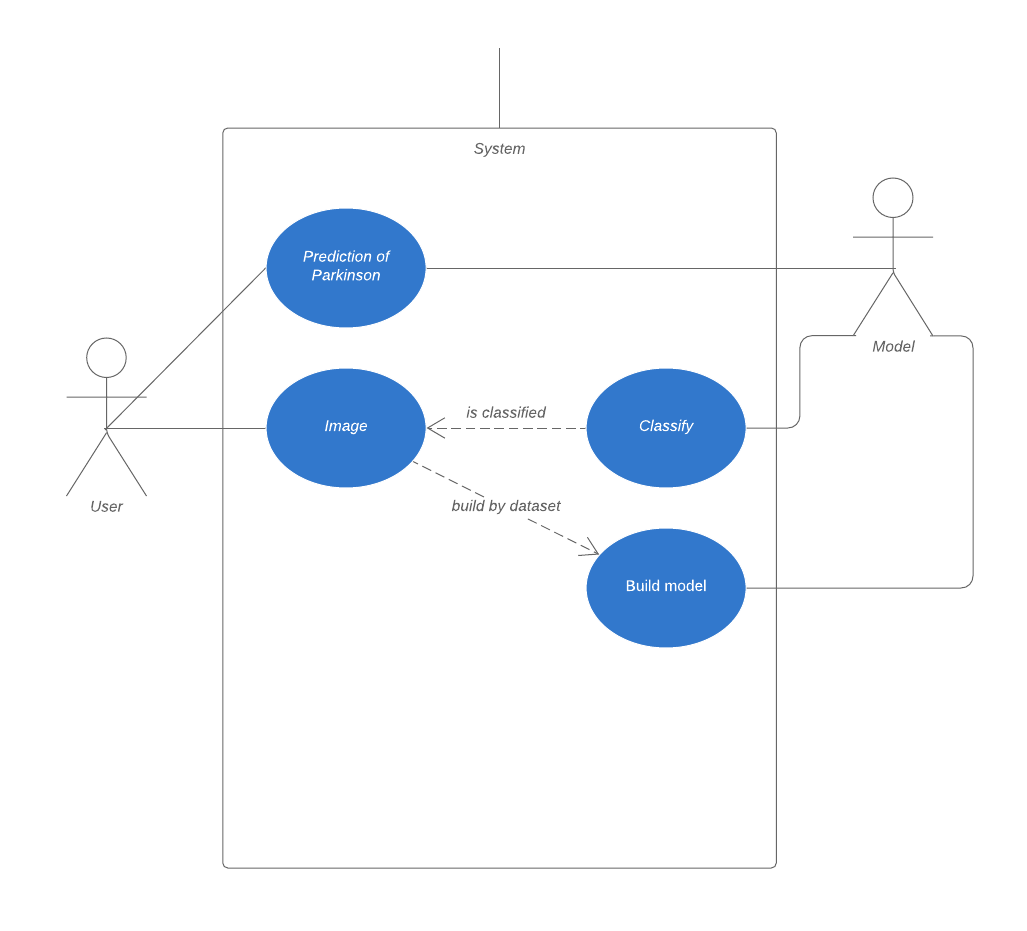 System
Prediction of
Parkinson
Model
is classified
Image
Classify
User
build by dataset
Build model